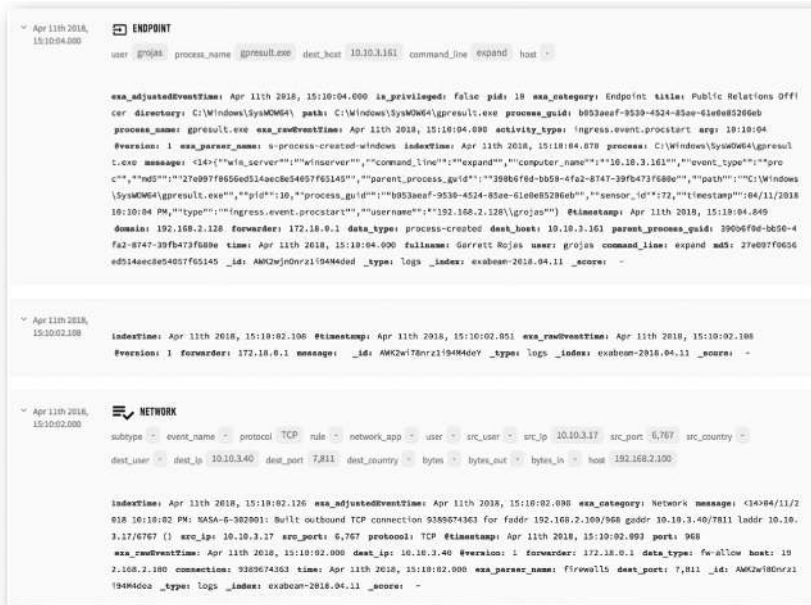 Apr 11th 2018,
15:10:04.000
ENDPOINT
user grojas process_name gpresult.exe dest_host 10.10.3.161 command_line expand host -
exa_adjustedEventTime: Apr 11th 2018, 15:10:04.000 is_privileged: false pid: 10 exa_category: Endpoint title: Public Relations Offi
cer directory: C:\Windows\SysWOW64\ path: C:\Windows\SysWOW64\gpresult.exe process_guid: b053aeaf-9530-4524-85ae-61e0e85206eb
process_name: gpresult.exe exa_rawEventTime: Apr 11th 2018, 15:10:04.000 activity_type: ingress.event.procstart arg: 10:10:04
@version: 1 exa_parser_name: s-process-created-windows indexTime: Apr 11th 2018, 15:10:04.870 process: C:\Windows\SysWOW64\gpresul
t.exe message: <14>{""win_server"":""winserver"",""command_line"":""expand"",""computer_name"":""10.10.3.161"",""event_type"":""pro
c"",""md5"":""27e097f0656ed514aec8e54057f65145"",""parent_process_guid"":""390b6f0d-bb50-4fa2-8747-39fb473f680e"",""path"":""C:\Windows
\SysWOW64\gpresult.exe"",""pid"":10,""process_guid"":""b053aeaf-9530-4524-85ae-61e0e85206eb"",""sensor_id"":72,""timestamp"":04/11/2018
10:10:04 PM,""type"":""ingress.event.procstart"",""username"":""192.168.2.128\\grojas""} @timestamp: Apr 11th 2018, 15:10:04.849
domain: 192.168.2.128 forwarder: 172.18.0.1 data_type: process-created dest_host: 10.10.3.161 parent_process_guid: 390b6f0d-bb50-4
fa2-8747-39fb473f680e time: Apr 11th 2018, 15:10:04.000 fullname: Garrett Rojas user: grojas command_line: expand md5: 27e097f0656
ed514aec8e54057f65145 _id: AWK2wjnOnrz1i94M4ded _type: logs _index: exabeam-2018.04.11 _score: -
Apr 11th 2018,
15:10:02.108
indexTime: Apr 11th 2018, 15:10:02.108 @timestamp: Apr 11th 2018, 15:10:02.051 exa_rawEventTime: Apr 11th 2018, 15:10:02.108
@version: 1 forwarder: 172.18.0.1 message: _id: AWK2wi78nrz1i94M4deY _type: logs _index: exabeam-2018.04.11 _score: -
Apr 11th 2018,
15:10:02.000
NETWORK
subtype - event_name - protocol TCP rule - network_app - user - src_user - src_ip 10.10.3.17 src_port 6,767 src_country -
dest_user - dest_ip 10.10.3.40 dest_port 7,811 dest_country - bytes - bytes_out - bytes_in - host 192.168.2.100
indexTime: Apr 11th 2018, 15:10:02.126 exa_adjustedEventTime: Apr 11th 2018, 15:10:02.000 exa_category: Network message: <14>04/11/2
018 10:10:02 PM: %ASA-6-302001: Built outbound TCP connection 9389674363 for faddr 192.168.2.100/968 gaddr 10.10.3.40/7811 laddr 10.10.
3.17/6767 () src_ip: 10.10.3.17 src_port: 6,767 protocol: TCP @timestamp: Apr 11th 2018, 15:10:02.093 port: 968
exa_rawEventTime: Apr 11th 2018, 15:10:02.000 dest_ip: 10.10.3.40 @version: 1 forwarder: 172.18.0.1 data_type: fw-allow host: 19
2.168.2.100 connection: 9389674363 time: Apr 11th 2018, 15:10:02.000 exa_parser_name: firewall5 dest_port: 7,811 _id: AWK2wi8Onrz1
i94M4dea _type: logs _index: exabeam-2018.04.11 _score: -